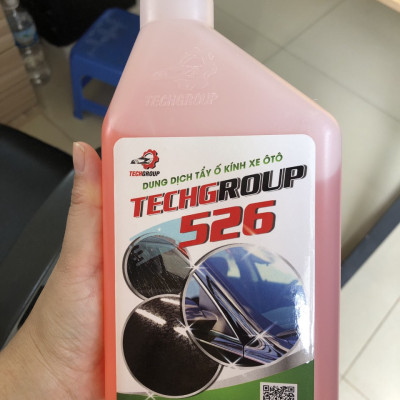 TECHGROUP
TECHGROUP
DUNG DỊCH TẨY Ố KÍNH XE ÔTÔ
TECHGROUP
526